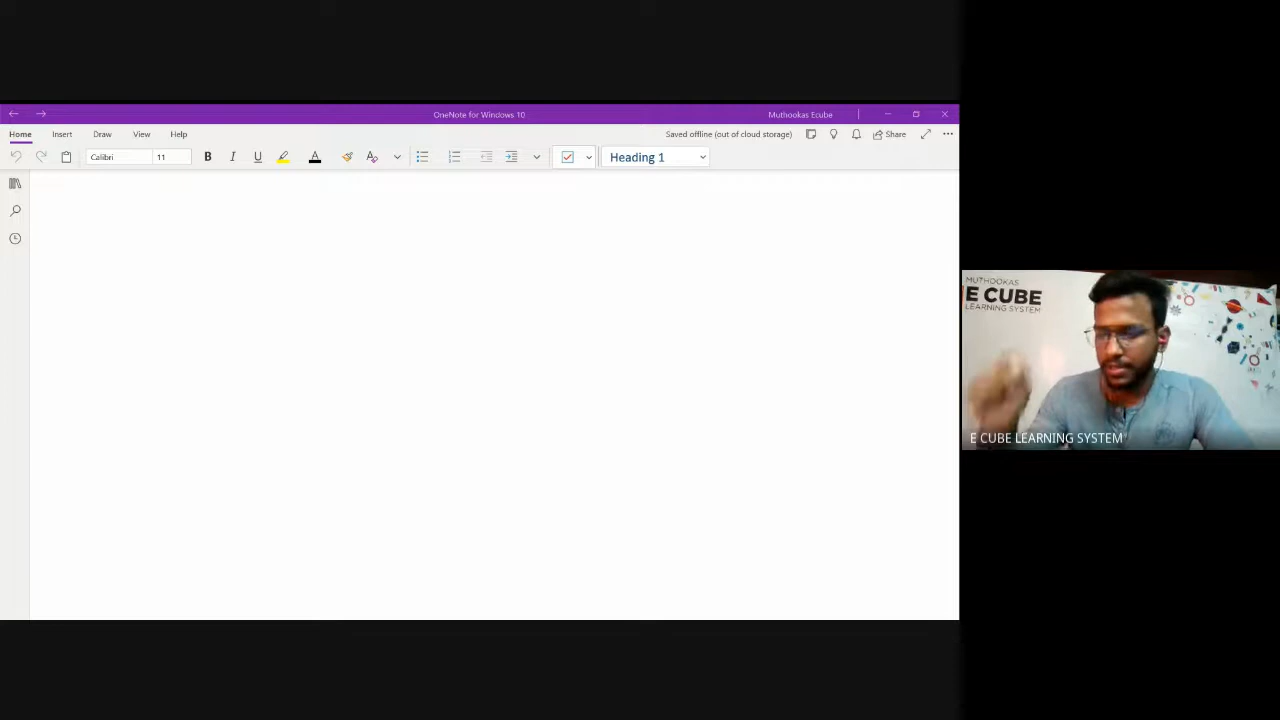 OneNote for Windows 10
Muthookas Ecube
Home Insert Draw View Help
Saved offline (out of cloud storage)
Share
Calibri 11 B I U A A Heading 1
MUTHOOKAS
E CUBE
LEARNING SYSTEM
E CUBE LEARNING SYSTEM